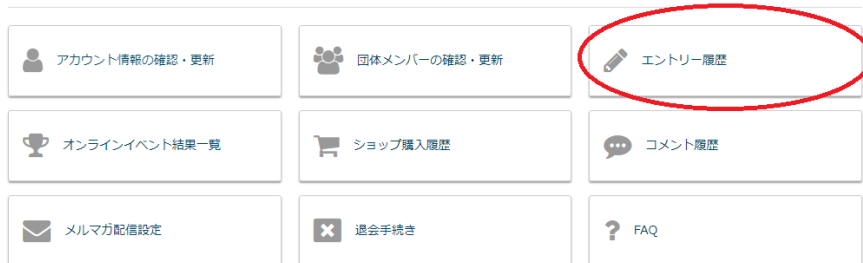 アカウント情報の確認・更新
団体メンバーの確認・更新
エントリー履歴
オンラインイベント結果一覧
ショップ購入履歴
コメント履歴
メルマガ配信設定
退会手続き
FAQ